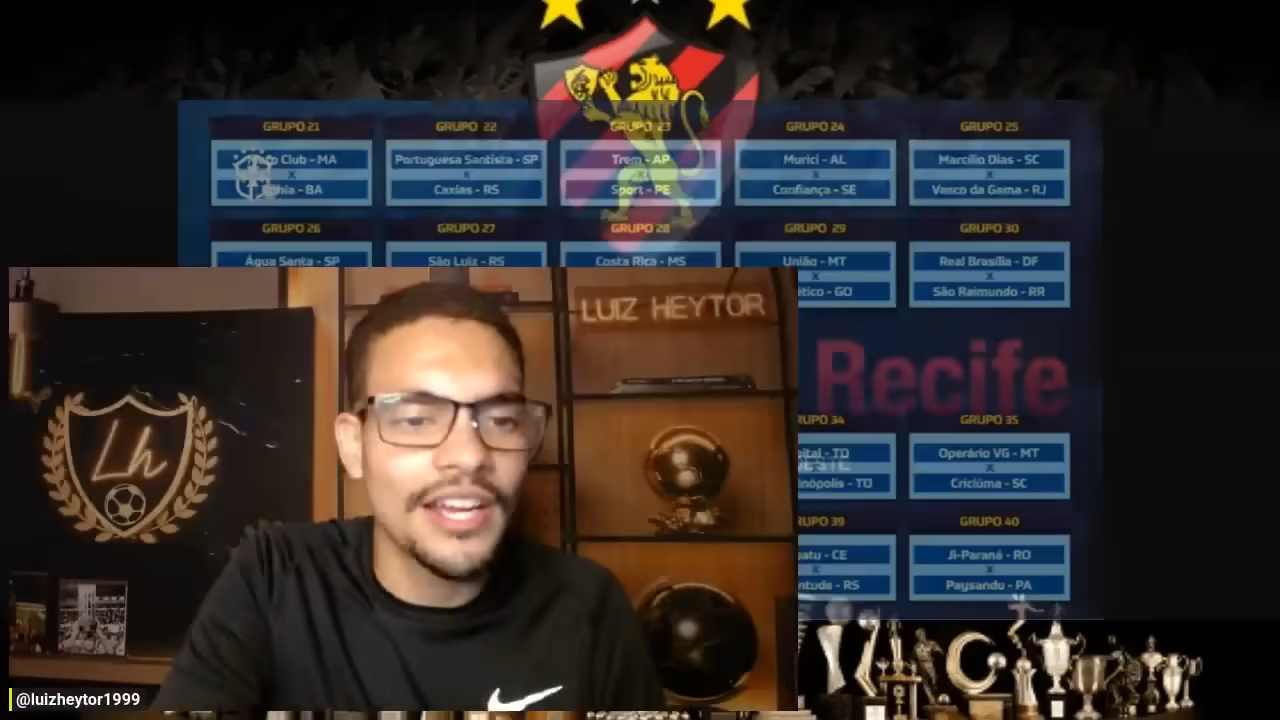 GRUPO 21
GRUPO 22
GRUPO 23
GRUPO 24
GRUPO 25
Club - MA
X
- BA
Portuguesa Santista - SP
X
Caxias - RS
Trem - AP
X
Sport - PE
Murici - AL
X
Confiança - SE
Marcílio Dias - SC
X
Vasco da Gama - RJ
GRUPO 26
GRUPO 27
GRUPO 28
GRUPO 29
GRUPO 30
Água Santa - SP
São Luiz - RS
Costa Rica - MS
União - MT
X
- GO
Real Brasília - DF
X
São Raimundo - RR
LUIZ HEYTOR
Recife
34
GRUPO 35
- TO
- TO
Operário VG - MT
X
Criciúma - SC
39
GRUPO 40
- CE
X
- RS
Ji-Paraná - RO
X
Paysandu - PA
Lh
@luizheytor1999